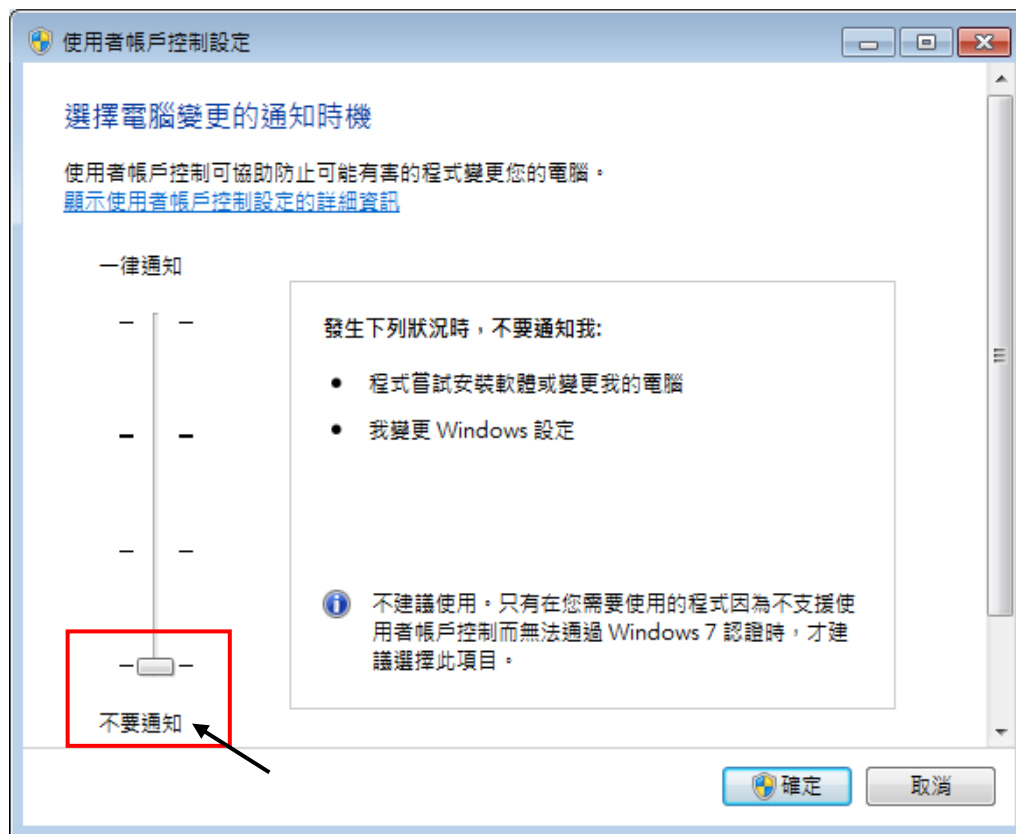 使用者帳戶控制設定
選擇電腦變更的通知時機
使用者帳戶控制可協助防止可能有害的程式變更您的電腦。
顯示使用者帳戶控制設定的詳細資訊
一律通知
發生下列狀況時，不要通知我:
● 程式嘗試安裝軟體或變更我的電腦
● 我變更 Windows 設定
不建議使用。只有在您需要使用的程式因為不支援使
用者帳戶控制而無法通過 Windows 7 認證時，才建
議選擇此項目。
不要通知
確定
取消